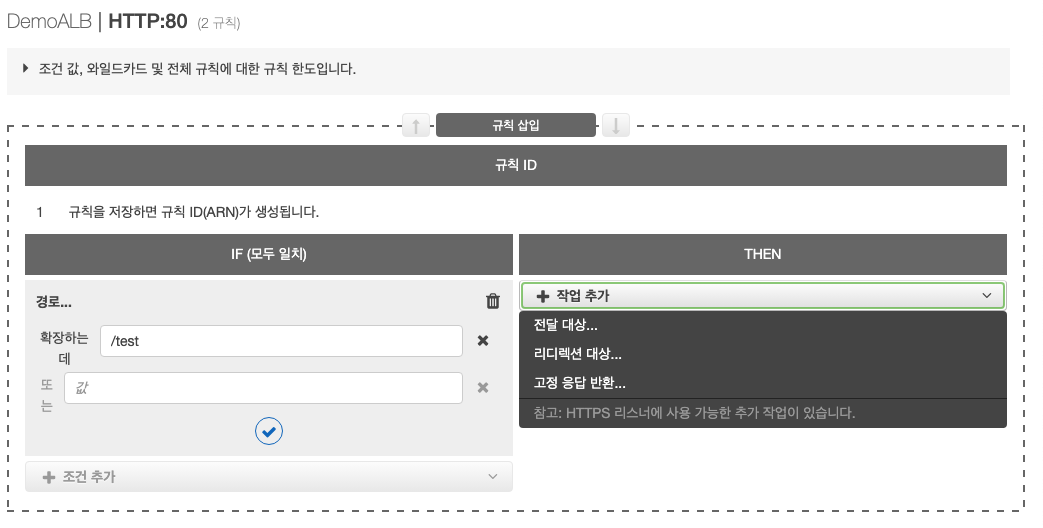 DemoALB | HTTP:80 (2 규칙)
조건 값, 와일드카드 및 전체 규칙에 대한 규칙 한도입니다.
규칙 삽입
규칙 ID
1 규칙을 저장하면 규칙 ID(ARN)가 생성됩니다.
IF (모두 일치)
THEN
경로...
확장하는
데
/test
또
는
값
조건 추가
작업 추가
전달 대상...
리디렉션 대상...
고정 응답 반환...
참고: HTTPS 리스너에 사용 가능한 추가 작업이 있습니다.